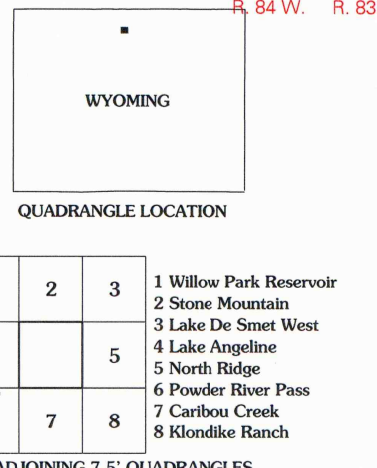 R. 84 W. R. 83
WYOMING
QUADRANGLE LOCATION
2 3
5
7 8
1 Willow Park Reservoir
2 Stone Mountain
3 Lake De Smet West
4 Lake Angeline
5 North Ridge
6 Powder River Pass
7 Caribou Creek
8 Klondike Ranch
ADJOINING 7.5' QUADRANGLES